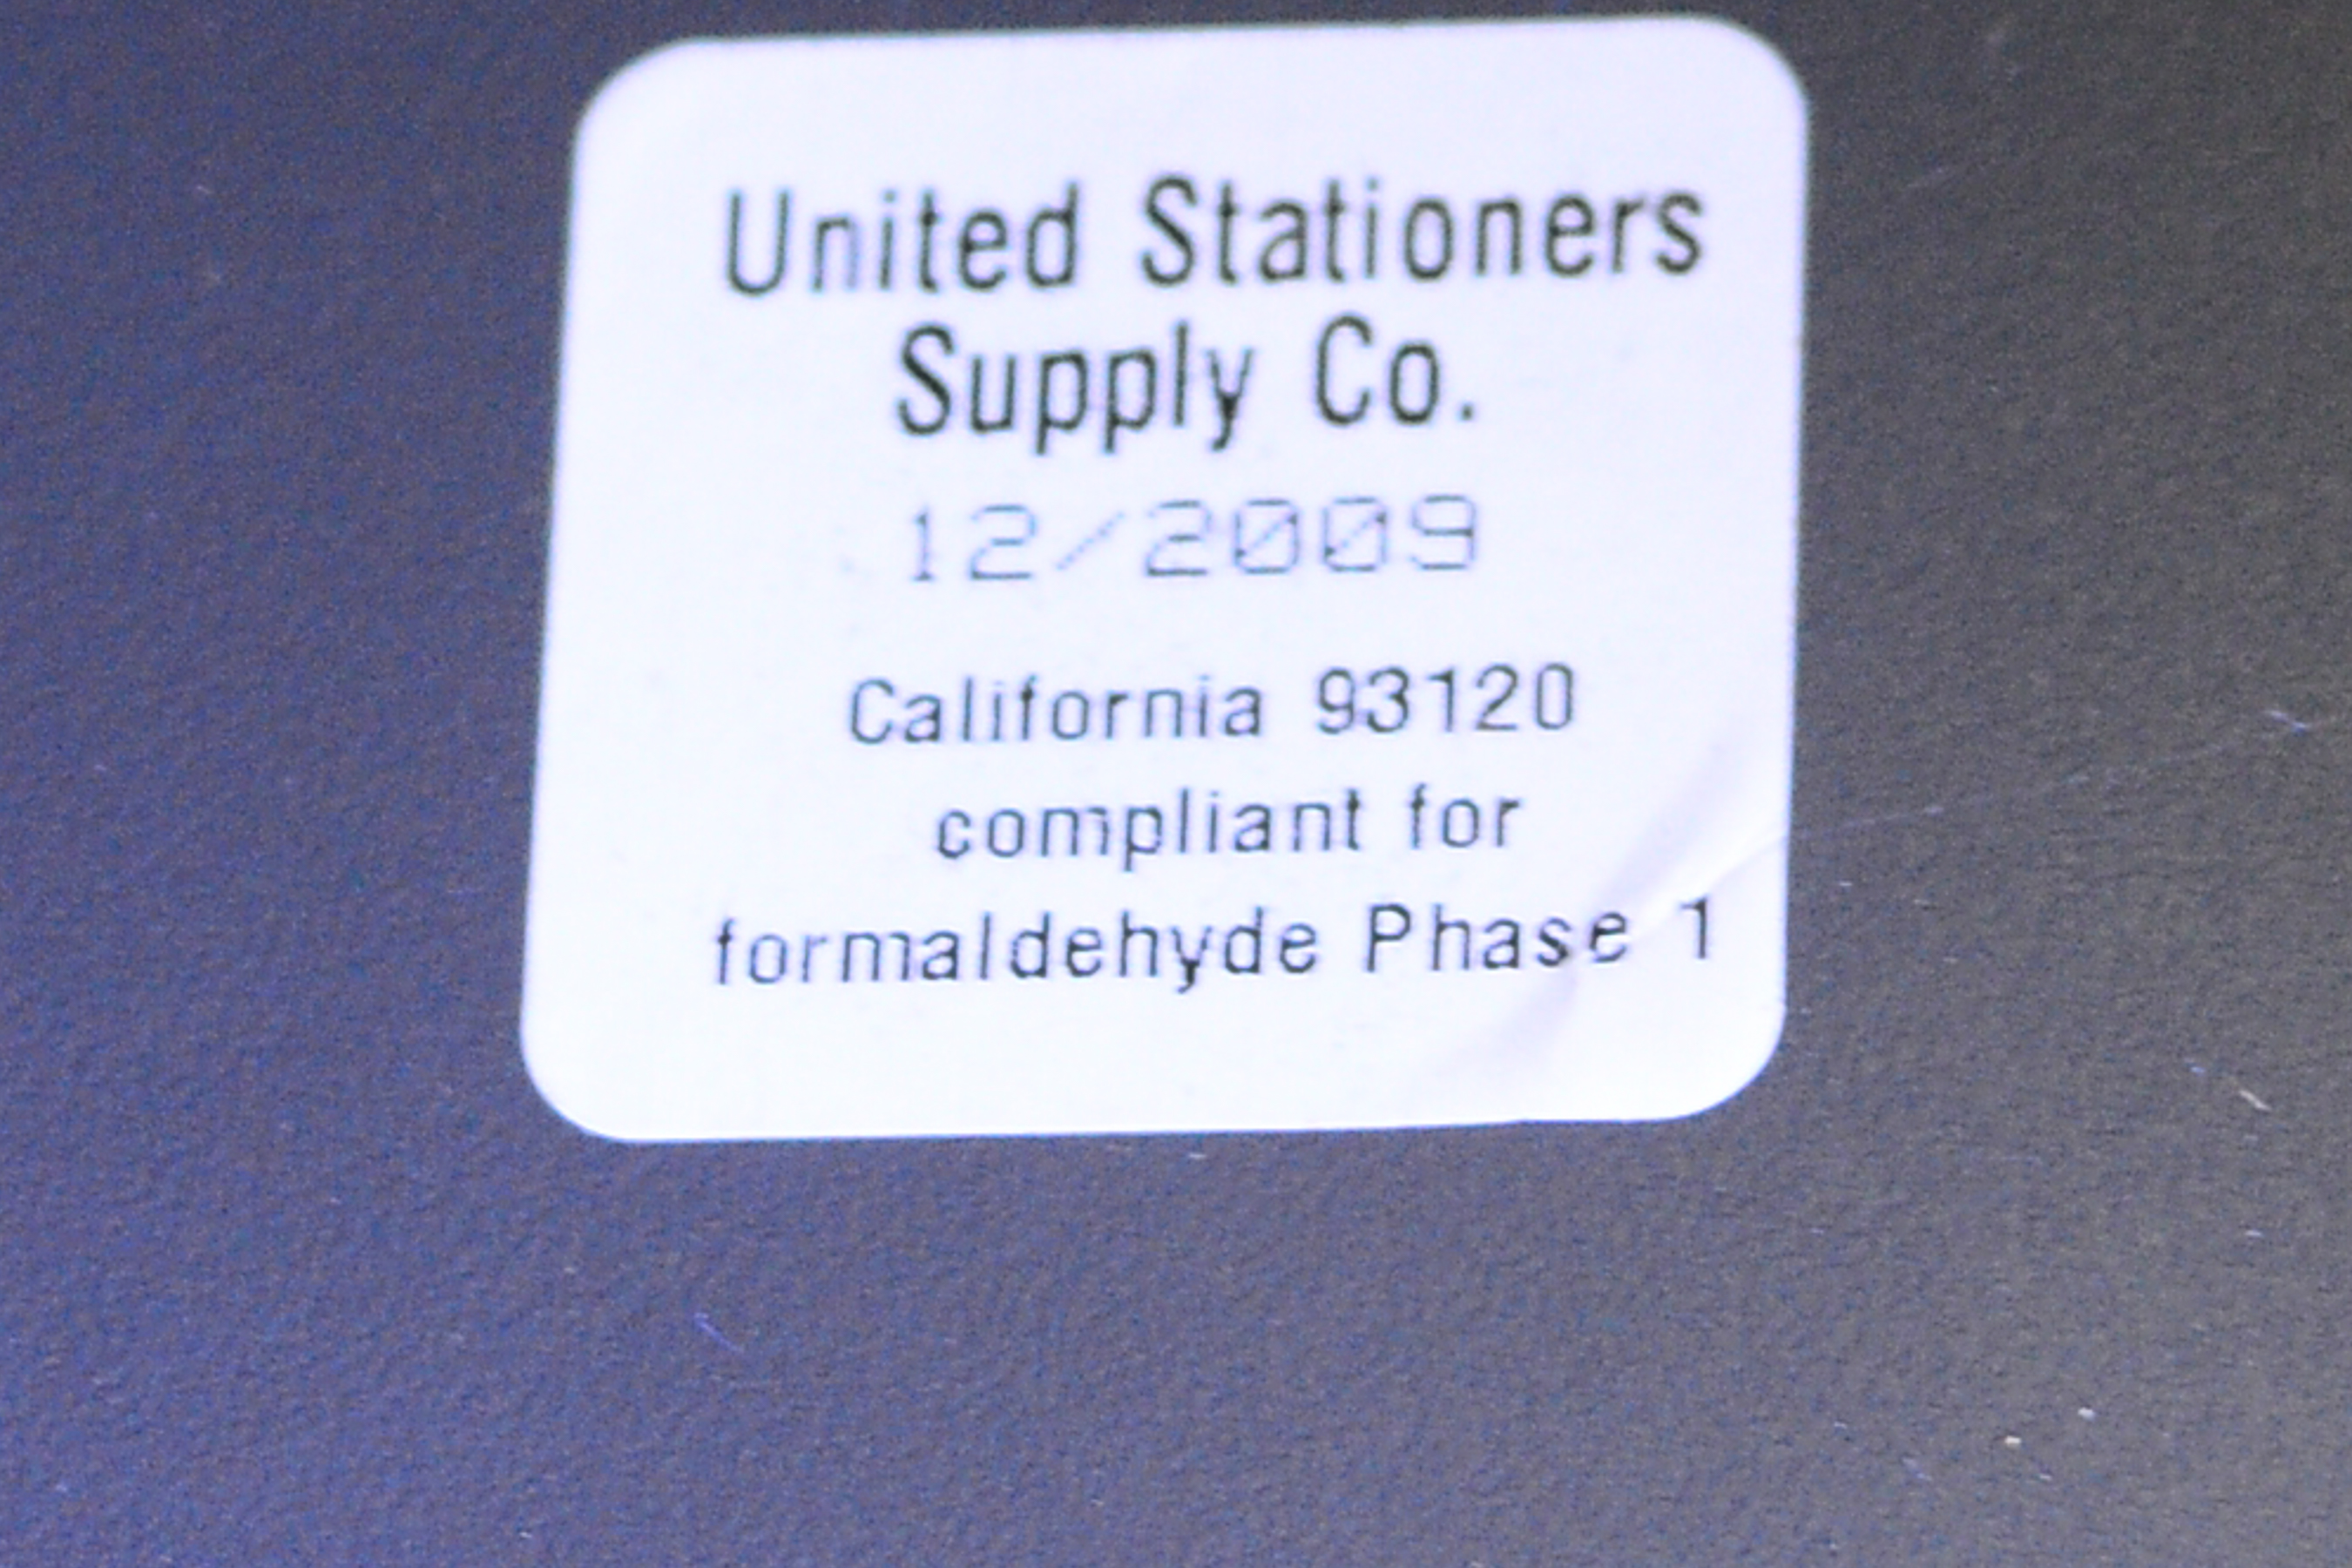 United Stationers
Supply Co.
12/2009
California 93120
compliant for
formaldehyde Phase 1